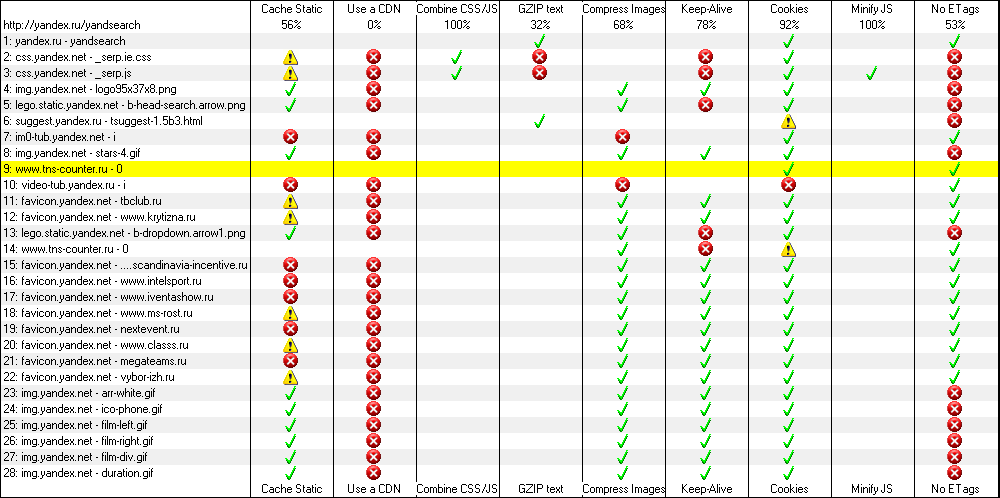 Cache Static Use a CDN Combine CSS/JS GZIP text Compress Images Keep-Alive Cookies Minify JS No ETags
http://yandex.ru/yandsearch 56% 0% 100% 32% 68% 78% 92% 100% 53%
1: yandex.ru - yandsearch
2: css.yandex.net - _serp.ie.css
3: css.yandex.net - _serp.js
4: img.yandex.net - logo95x37x8.png
5: lego.static.yandex.net - b-head-search.arrow.png
6: suggest.yandex.ru - tsuggest-1.5b3.html
7: im0-tub.yandex.net - i
8: img.yandex.net - stars-4.gif
9: www.tns-counter.ru - 0
10: video-tub.yandex.ru - i
11: favicon.yandex.net - tbclub.ru
12: favicon.yandex.net - www.krytizna.ru
13: lego.static.yandex.net - b-dropdown.arrow1.png
14: www.tns-counter.ru - 0
15: favicon.yandex.net - ....scandinavia-incentive.ru
16: favicon.yandex.net - www.intelsport.ru
17: favicon.yandex.net - www.iventashow.ru
18: favicon.yandex.net - www.ms-rost.ru
19: favicon.yandex.net - nextevent.ru
20: favicon.yandex.net - www.classs.ru
21: favicon.yandex.net - megateams.ru
22: favicon.yandex.net - vybor-izh.ru
23: img.yandex.net - arr-white.gif
24: img.yandex.net - ico-phone.gif
25: img.yandex.net - film-left.gif
26: img.yandex.net - film-right.gif
27: img.yandex.net - film-div.gif
28: img.yandex.net - duration.gif
Cache Static Use a CDN Combine CSS/JS GZIP text Compress Images Keep-Alive Cookies Minify JS No ETags